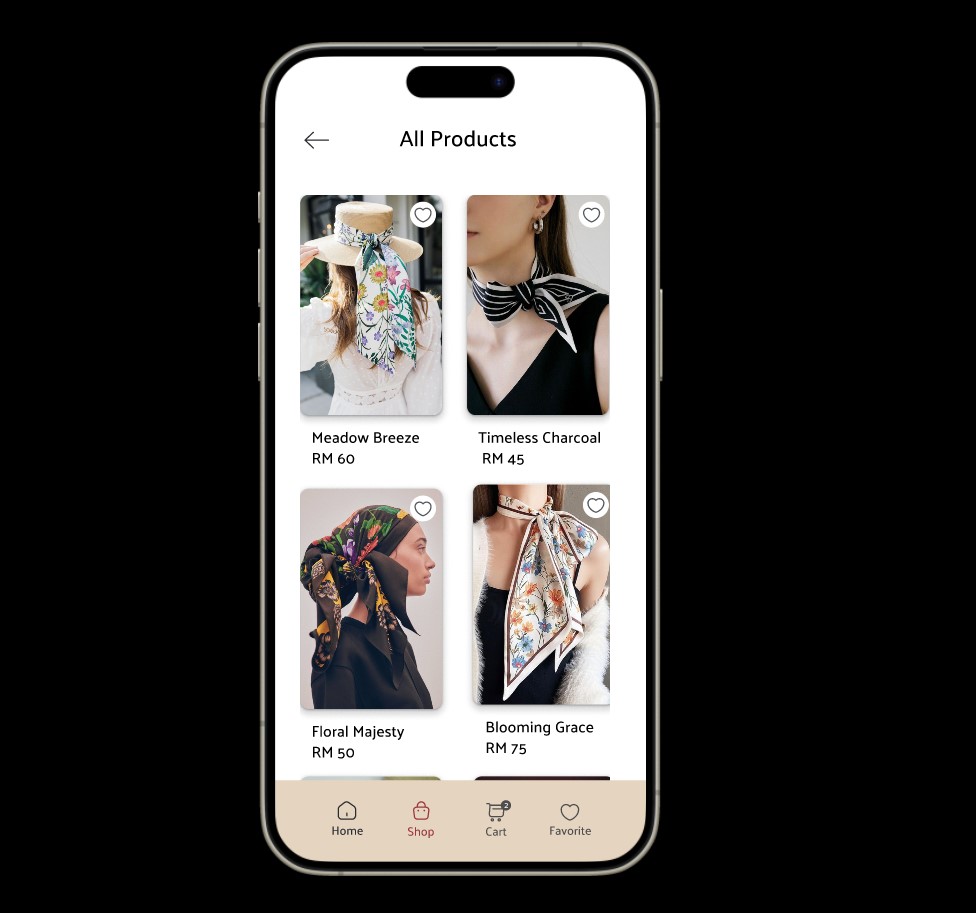 All Products
Meadow Breeze
RM 60
Timeless Charcoal
RM 45
Floral Majesty
RM 50
Blooming Grace
RM 75
Home
Shop
2
Cart
Favorite